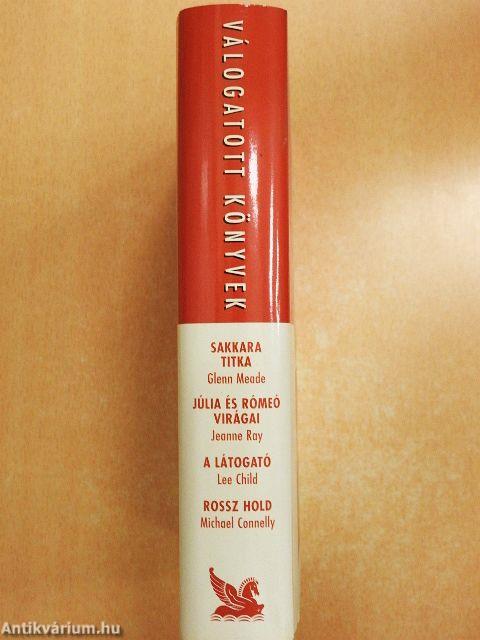 VÁLOGATOTT KÖNYVEK
SAKKARA
TITKA
Glenn Meade
JÚLIA ÉS RÓMEÓ
VIRÁGAI
Jeanne Ray
A LÁTOGATÓ
Lee Child
ROSSZ HOLD
Michael Connelly
Antikvárium.hu